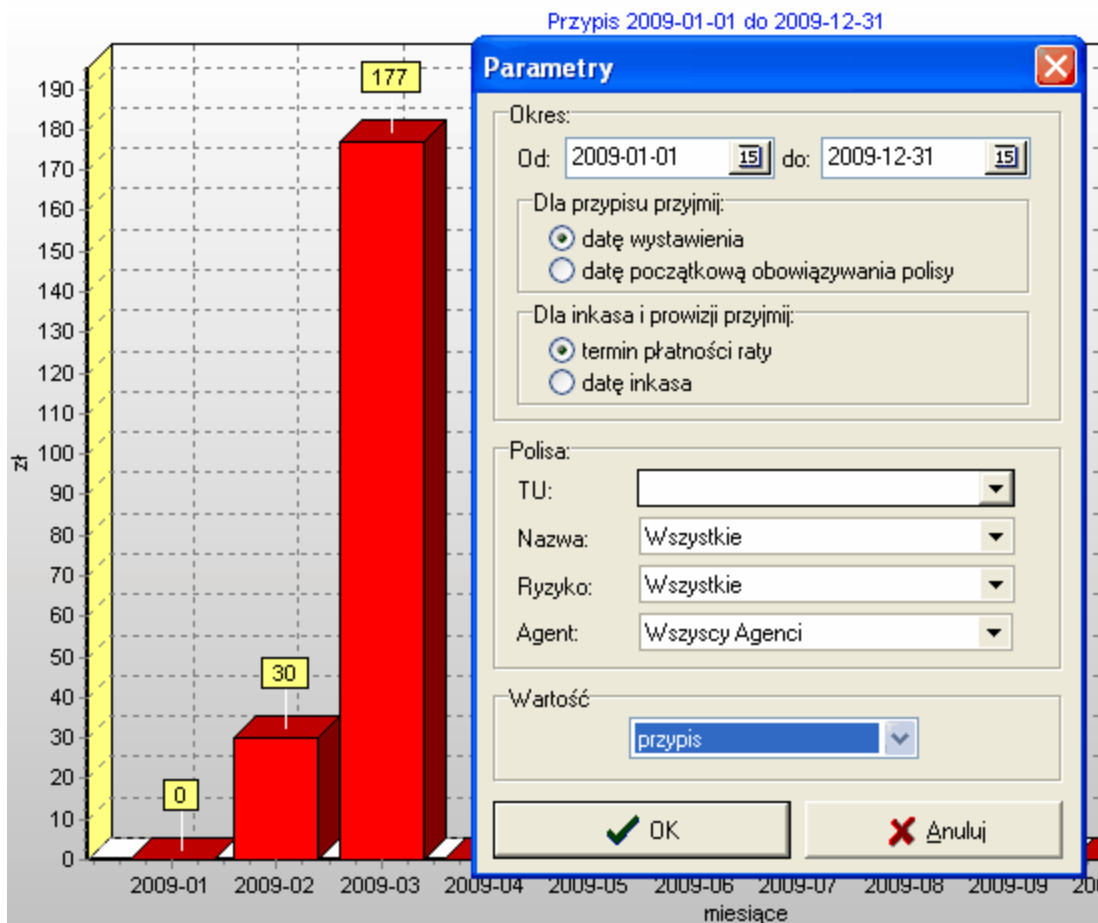 Przypis 2009-01-01 do 2009-12-31
177
30
0
190
180
170
160
150
140
130
120
110
100
90
80
70
60
50
40
30
20
10
0
zł
2009-01 2009-02 2009-03 2009-04 2009-05 2009-06 2009-07 2009-08 2009-09
miesiące
Parametry
Okres:
Od: 2009-01-01 15 do: 2009-12-31 15
Dla przypisu przyjmij:
datę wystawienia
datę początkową obowiązywania polisy
Dla inkasa i prowizji przyjmij:
termin płatności raty
datę inkasa
Polisa:
TU:
Nazwa: Wszystkie
Ryzyko: Wszystkie
Agent: Wszyscy Agenci
Wartość
przypis
OK Anuluj